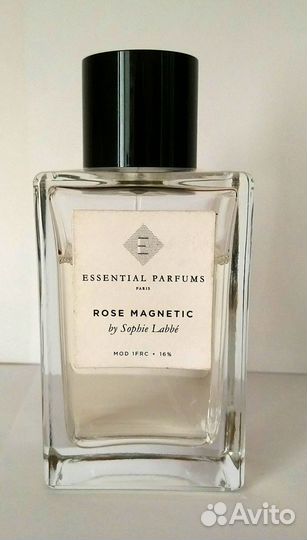 E
ESSENTIAL PARFUMS
PARIS
ROSE MAGNETIC
by Sophie Labbé
MOD 1FRC • 16%
Avito